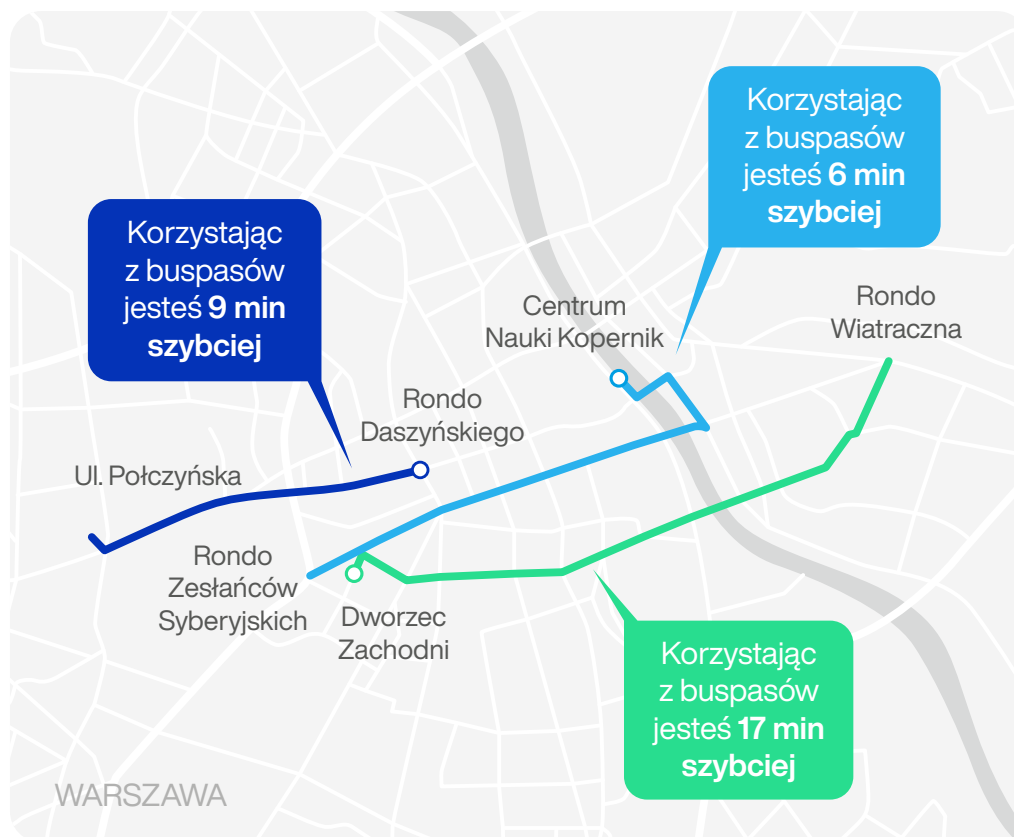 Korzystając
z buspasów
jesteś 6 min
szybciej
Korzystając
z buspasów
jesteś 9 min
szybciej
Centrum
Nauki Kopernik
Rondo
Wiatraczna
Rondo
Daszyńskiego
Ul. Połczyńska
Rondo
Zesłańców
Syberyjskich
Dworzec
Zachodni
Korzystając
z buspasów
jesteś 17 min
szybciej
WARSZAWA